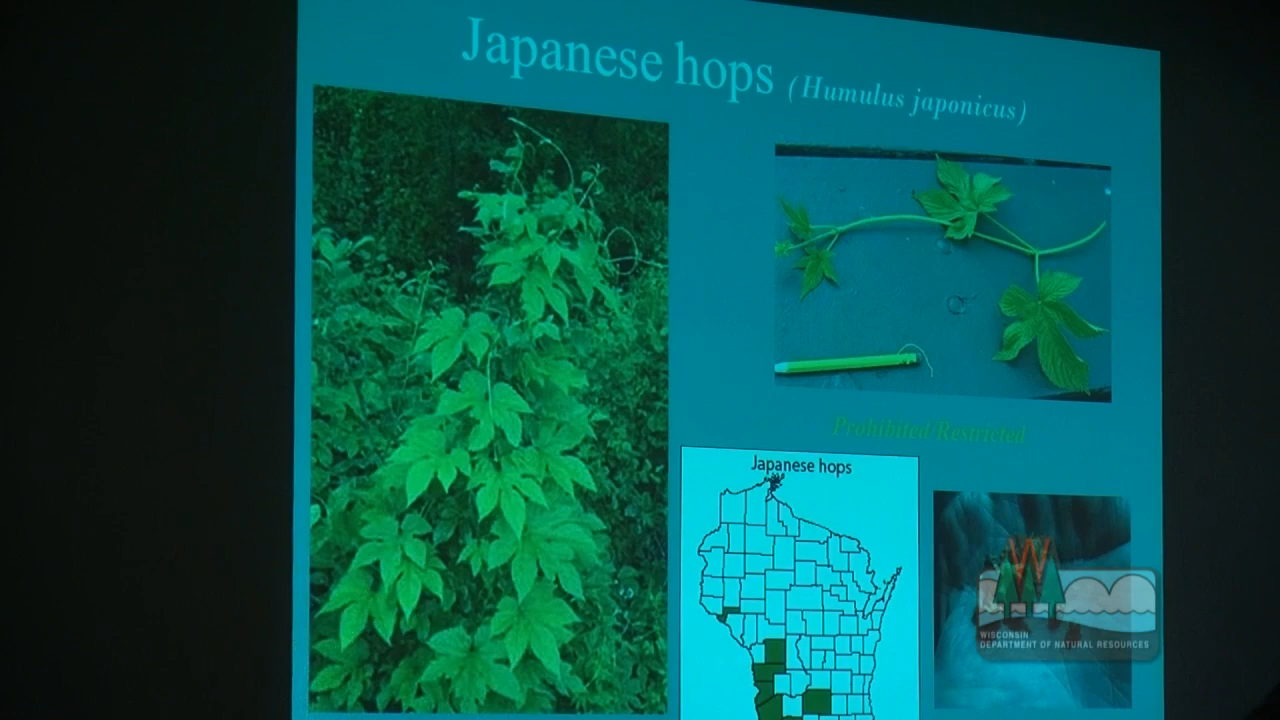 Japanese hops (Humulus japonicus)
Prohibited/Restricted
Japanese hops
WISCONSIN
DEPARTMENT OF NATURAL RESOURCES